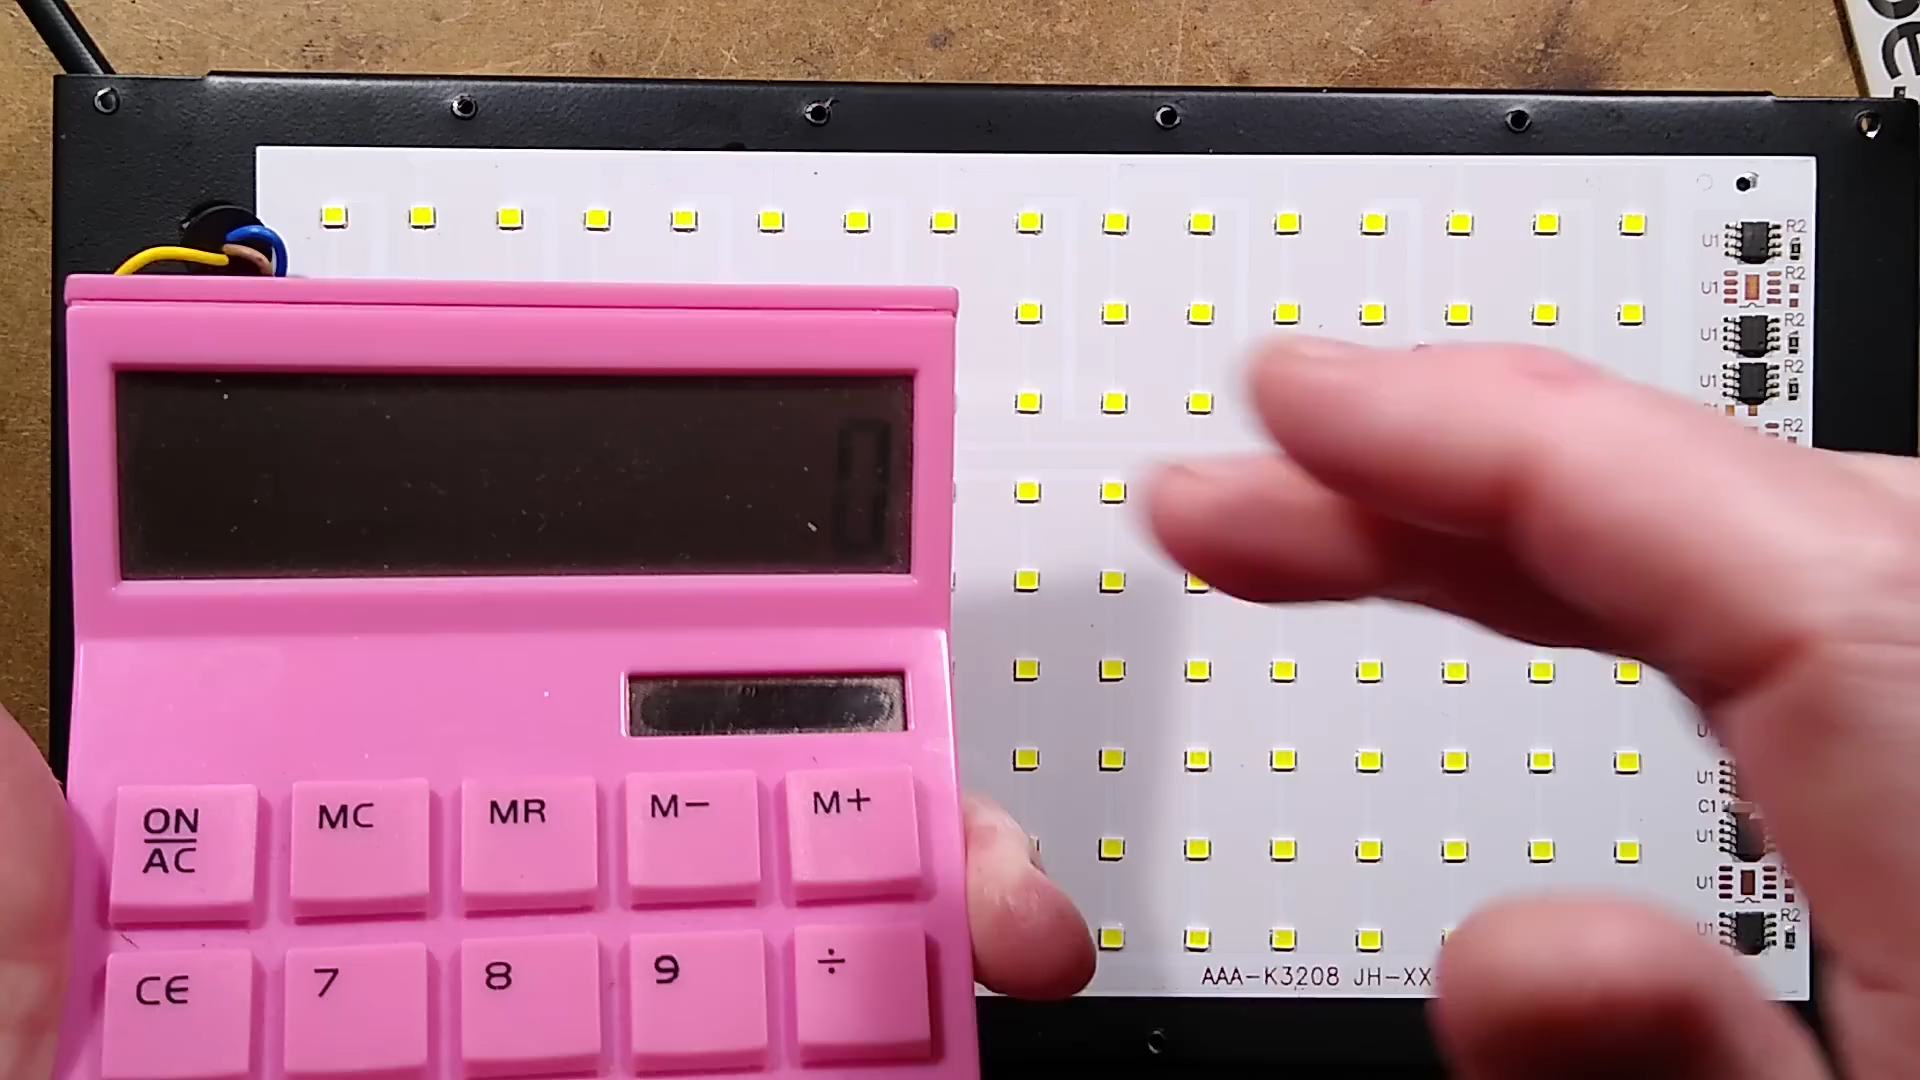 U1 R2
U1 R2
U1 R2
U1 R2
R2
0
U1
C1
U1
U1
U1 R2
ON
AC
MC
MR
M-
M+
CE
7
8
9
÷
AAA-K3208 JH-XX-